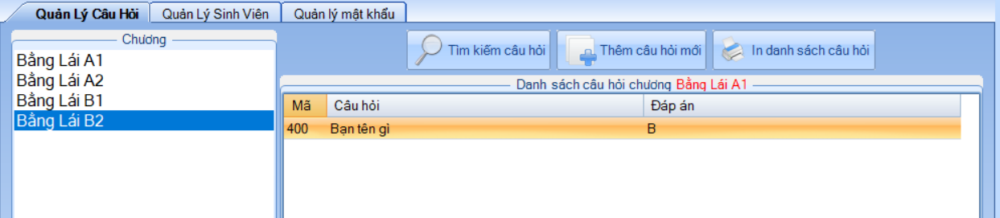 Quản Lý Câu Hỏi Quản Lý Sinh Viên Quản lý mật khẩu
Chương
Bằng Lái A1
Bằng Lái A2
Bằng Lái B1
Bằng Lái B2
Tìm kiếm câu hỏi Thêm câu hỏi mới In danh sách câu hỏi
Danh sách câu hỏi chương Bằng Lái A1
Mã Câu hỏi Đáp án
400 Bạn tên gì B